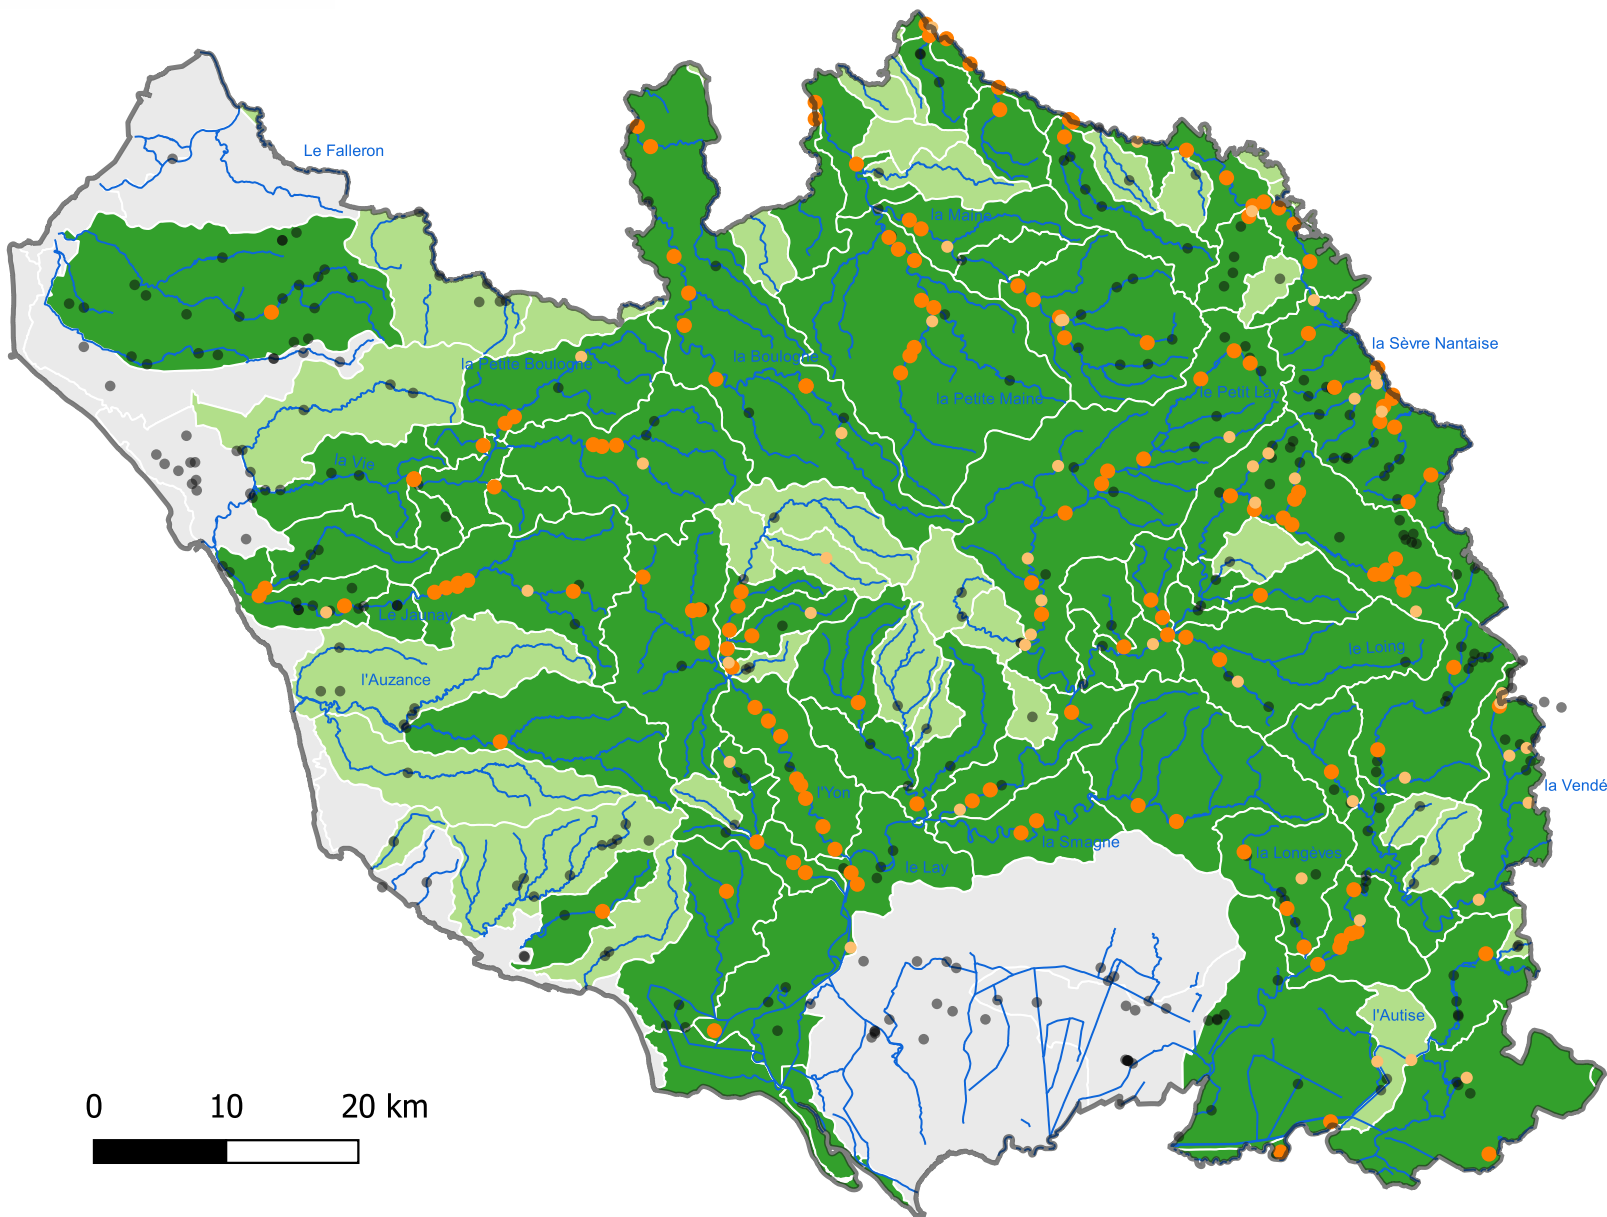 Le Falleron
la Maine
la Sèvre Nantaise
la Petite Boulogne
la Boulogne
la Petite Maine
le Petit Lay
la Vie
Le Jaunay
le Loing
l'Auzance
l'Yon
la Vendé
la Smagne
la Longèves
le Lay
l'Autise
0 10 20 km